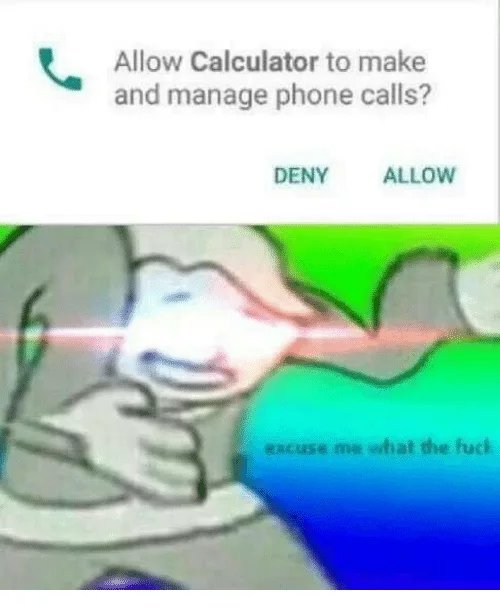 Allow Calculator to make
and manage phone calls?
DENY ALLOW
excuse me what the fuck